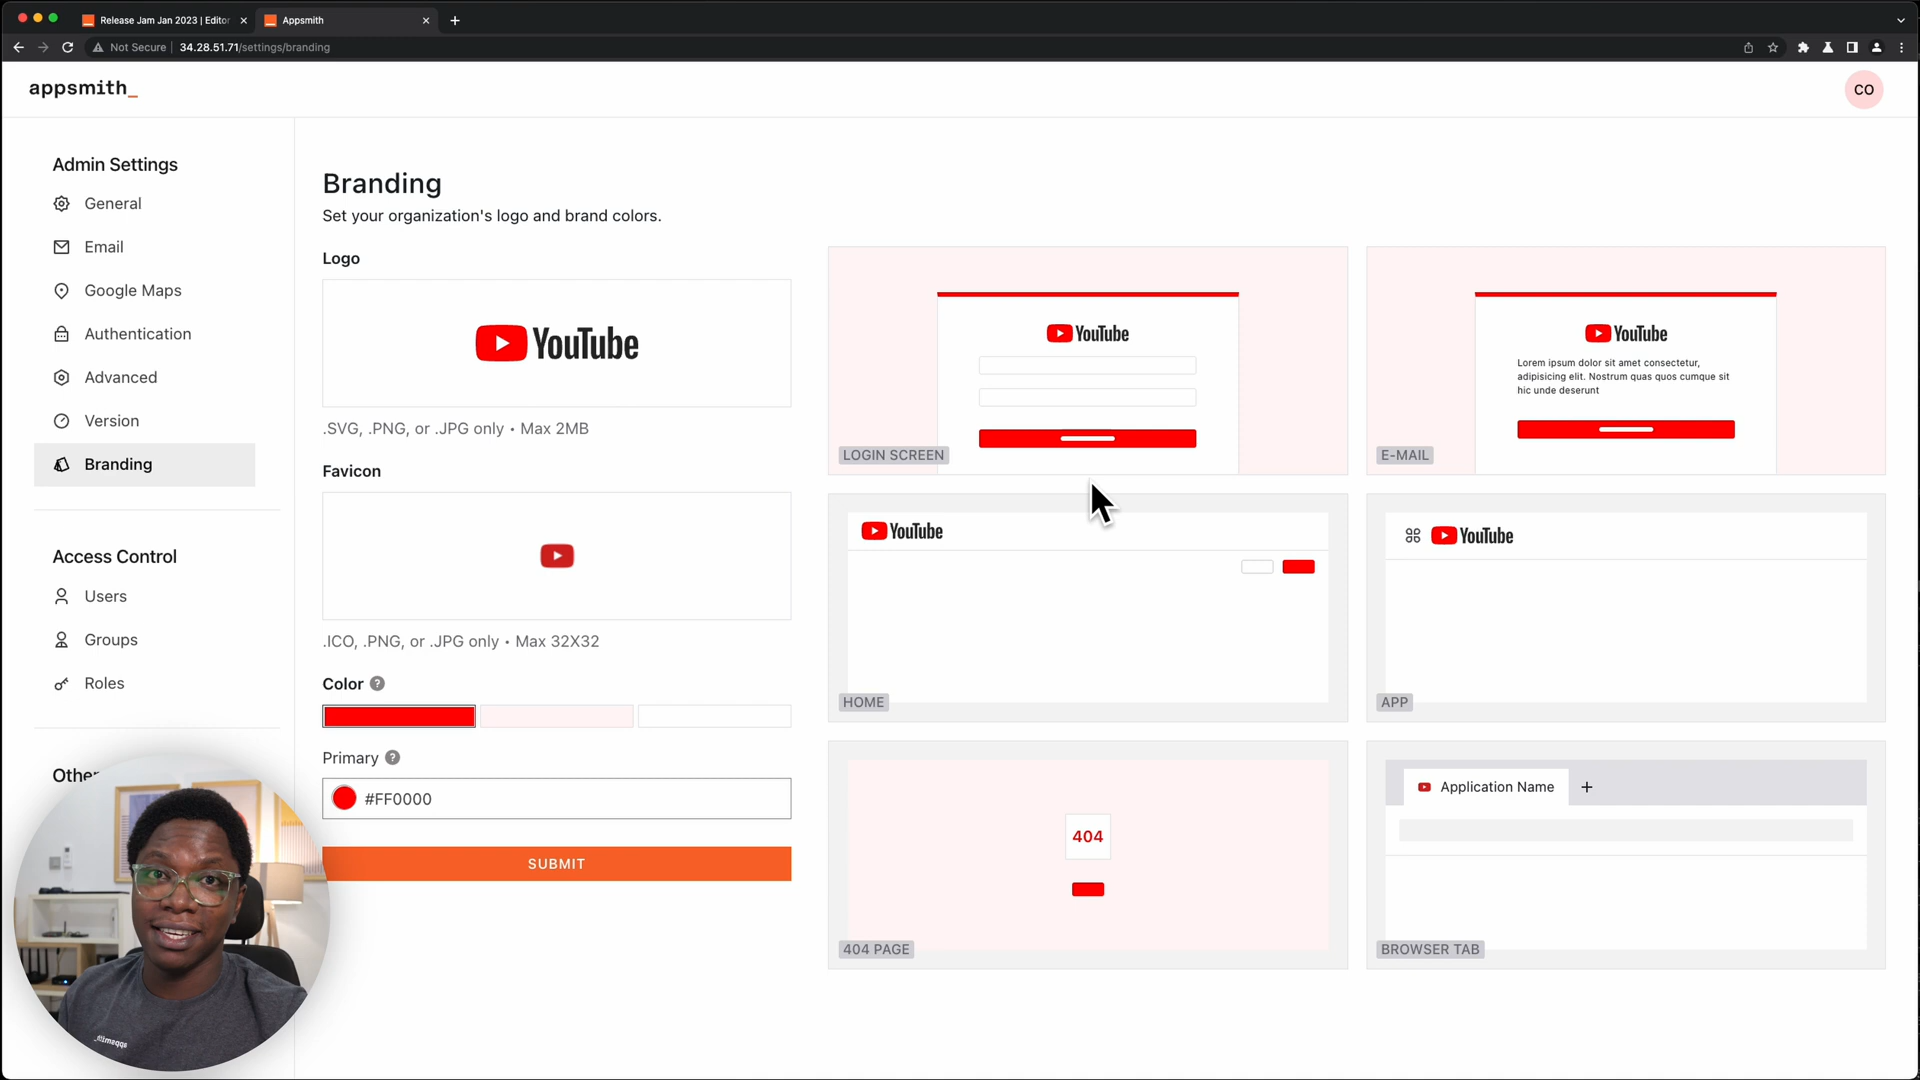 Release Jam Jan 2023 | Editor
Appsmith
Not Secure
34.28.51.71/settings/branding
appsmith_
CO
Admin Settings
General
Email
Google Maps
Authentication
Advanced
Version
Branding
Access Control
Users
Groups
Roles
Other
Branding
Set your organization's logo and brand colors.
Logo
YouTube
.SVG, .PNG, or .JPG only • Max 2MB
Favicon
.ICO, .PNG, or .JPG only • Max 32X32
Color ?
Primary ?
#FF0000
SUBMIT
YouTube
LOGIN SCREEN
YouTube
Lorem ipsum dolor sit amet consectetur,
adipisicing elit. Nostrum quas quos cumque sit
hic unde deserunt
E-MAIL
YouTube
HOME
YouTube
APP
404
404 PAGE
Application Name
BROWSER TAB